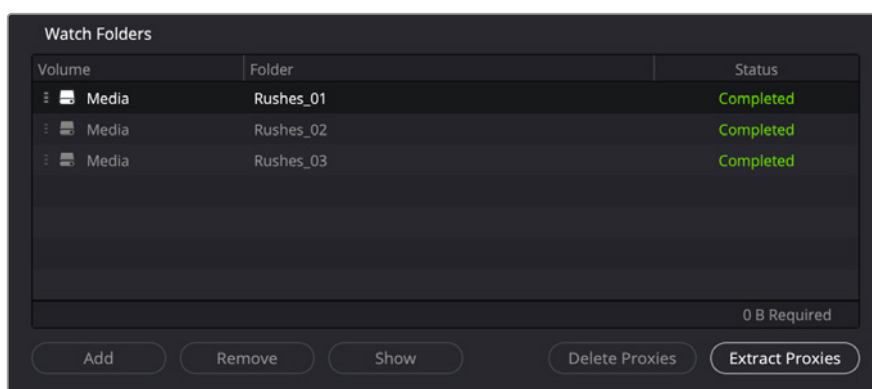 Watch Folders
Volume Folder Status
Media Rushes_01 Completed
Media Rushes_02 Completed
Media Rushes_03 Completed
0 B Required
Add Remove Show Delete Proxies Extract Proxies